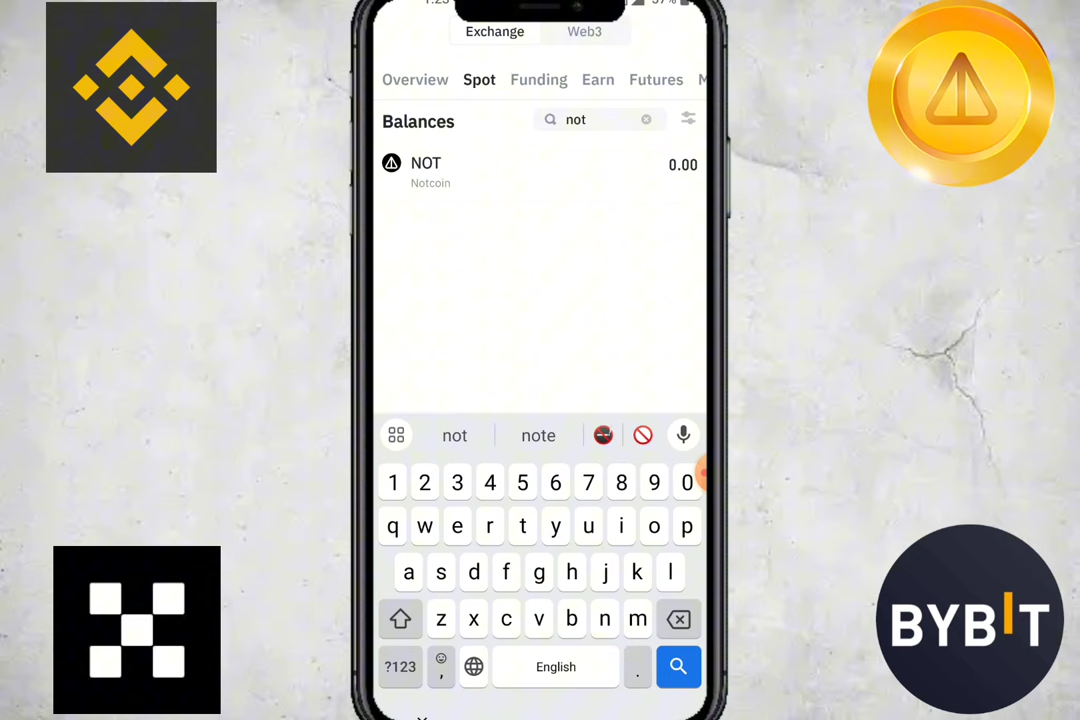 Exchange Web3
Overview Spot Funding Earn Futures M
Balances not
NOT 0.00
Notcoin
not note
1 2 3 4 5 6 7 8 9 0
q w e r t y u i o p
a s d f g h j k l
z x c v b n m
?123 , English .
BYBIT